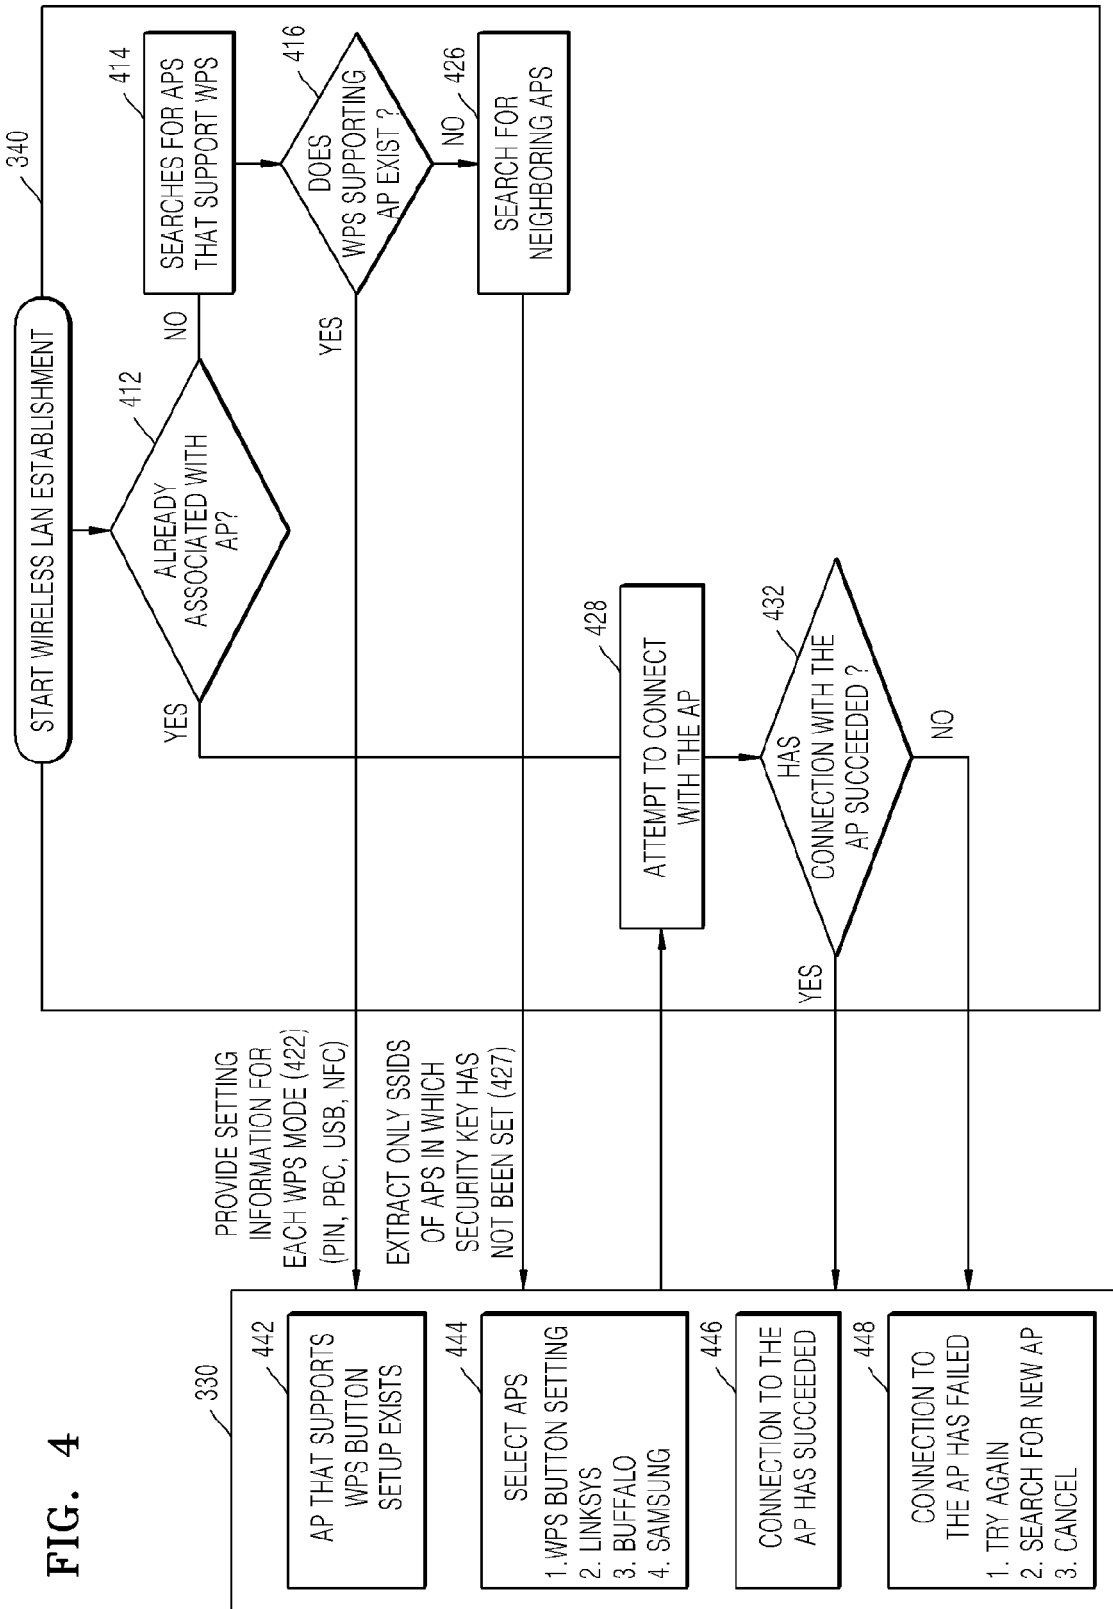 FIG. 4
330
442
AP THAT SUPPORTS
WPS BUTTON
SETUP EXISTS
444
SELECT APS
1.WPS BUTTON SETTING
2. LINKSYS
3. BUFFALO
4. SAMSUNG
446
CONNECTION TO THE
AP HAS SUCCEEDED
448
CONNECTION TO
THE AP HAS FAILED
1. TRY AGAIN
2. SEARCH FOR NEW AP
3. CANCEL
PROVIDE SETTING
INFORMATION FOR
EACH WPS MODE (422)
(PIN, PBC, USB, NFC)
EXTRACT ONLY SSIDS
OF APS IN WHICH
SECURITY KEY HAS
NOT BEEN SET (427)
340
START WIRELESS LAN ESTABLISHMENT
412
ALREADY
ASSOCIATED WITH
AP?
YES
NO
414
SEARCHES FOR APS
THAT SUPPORT WPS
416
DOES
WPS SUPPORTING
AP EXIST ?
YES
NO
426
SEARCH FOR
NEIGHBORING APS
428
ATTEMPT TO CONNECT
WITH THE AP
432
HAS
CONNECTION WITH THE
AP SUCCEEDED ?
YES
NO